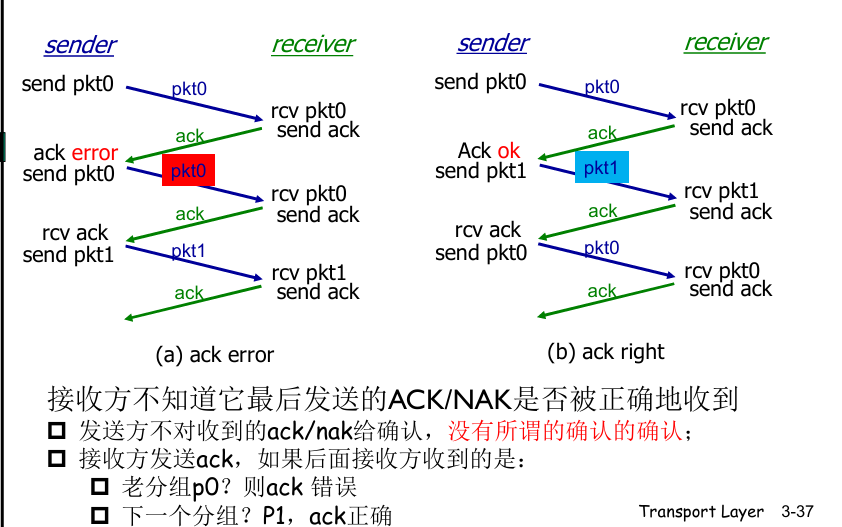 sender receiver
send pkt0
pkt0
rcv pkt0
send ack
ack
ack error
send pkt0
pkt0
rcv pkt0
send ack
ack
rcv ack
send pkt1
pkt1
rcv pkt1
send ack
ack
(a) ack error
sender receiver
send pkt0
pkt0
rcv pkt0
send ack
ack
Ack ok
send pkt1
pkt1
rcv pkt1
send ack
ack
rcv ack
send pkt0
pkt0
rcv pkt0
send ack
ack
(b) ack right
接收方不知道它最后发送的ACK/NAK是否被正确地收到
发送方不对收到的ack/nak给确认，没有所谓的确认的确认；
接收方发送ack，如果后面接收方收到的是：
老分组p0？则ack 错误
下一个分组？P1，ack正确
Transport Layer 3-37